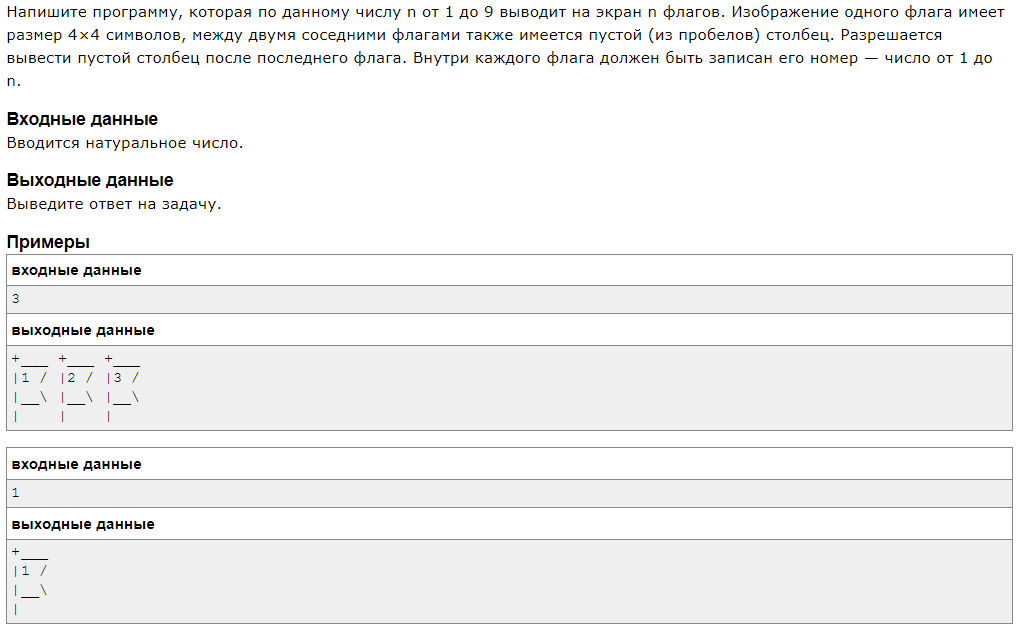 Напишите программу, которая по данному числу n от 1 до 9 выводит на экран n флагов. Изображение одного флага имеет
размер 4×4 символов, между двумя соседними флагами также имеется пустой (из пробелов) столбец. Разрешается
вывести пустой столбец после последнего флага. Внутри каждого флага должен быть записан его номер — число от 1 до
n.
Входные данные
Вводится натуральное число.
Выходные данные
Выведите ответ на задачу.
Примеры
входные данные
3
выходные данные
+___ +___ +___
|1 / |2 / |3 /
|__\ |__\ |__\
|    |    |
входные данные
1
выходные данные
+___
|1 /
|__\
|